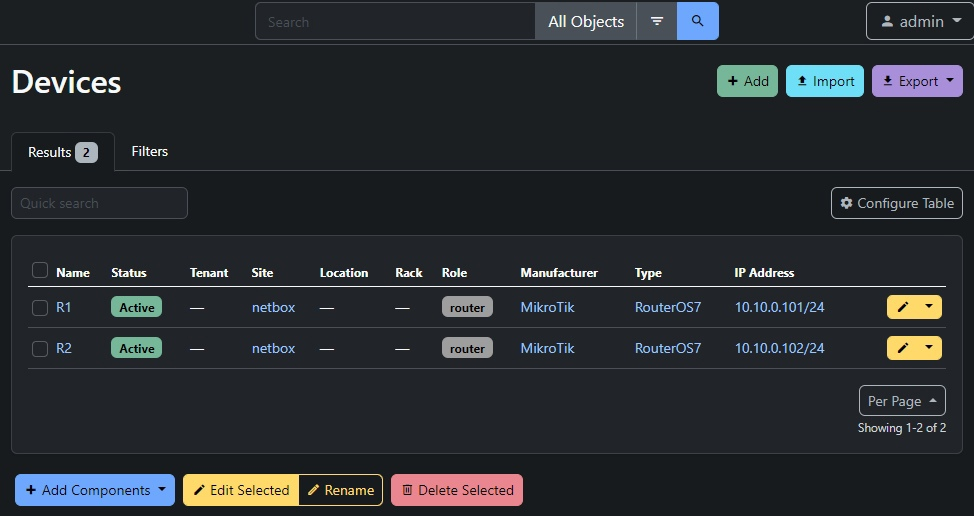 Search All Objects admin
Devices
Add Import Export
Results 2 Filters
Quick search Configure Table
Name Status Tenant Site Location Rack Role Manufacturer Type IP Address
R1 Active — netbox — — router MikroTik RouterOS7 10.10.0.101/24
R2 Active — netbox — — router MikroTik RouterOS7 10.10.0.102/24
Per Page
Showing 1-2 of 2
Add Components Edit Selected Rename Delete Selected